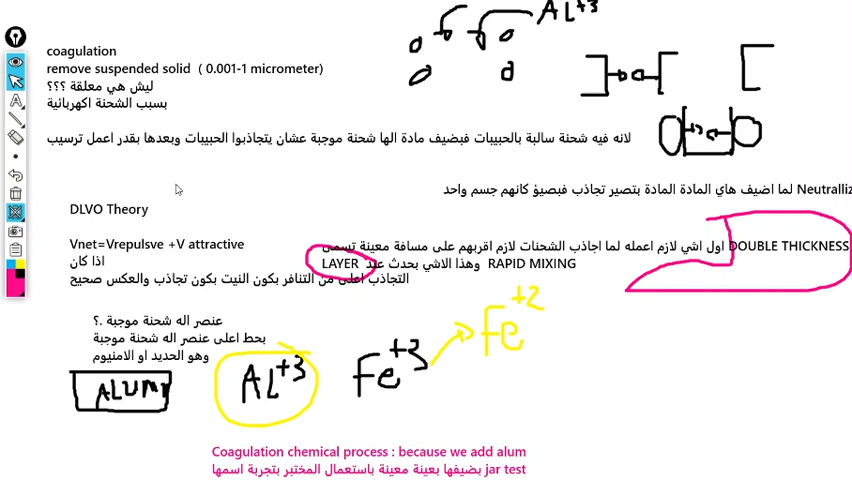 AL+3
coagulation
remove suspended solid ( 0.001-1 micrometer)
ليش هي معلقة ؟؟؟
بسبب الشحنة اكهربائية
لانه فيه شحنة سالبة بالحبيبات فبضيف مادة الها شحنة موجبة عشان يتجاذبوا الحبيبات وبعدها بقدر اعمل ترسيب
Neutralliz لما اضيف هاي المادة المادة بتصير تجاذب فبصيؤ كانهم جسم واحد
DLVO Theory
Vnet=Vrepulsve +V attractive
اول اشي لازم اعمله لما اجاذب الشحنات لازم اقربهم على مسافة معينة تسمى DOUBLE THICKNESS
LAYER وهذا الاشي بحدث عند RAPID MIXING
اذا كان
التجاذب اعلى من التنافر بكون النيت بكون تجاذب والعكس صحيح
عنصر اله شحنة موجبة .؟
بحط اعلى عنصر اله شحنة موجبة
وهو الحديد او الامنيوم
ALUM
AL+3
Fe+3
Fe+2
Coagulation chemical process : because we add alum
بضيفها بعينة معينة باستعمال المختبر بتجربة اسمها jar test